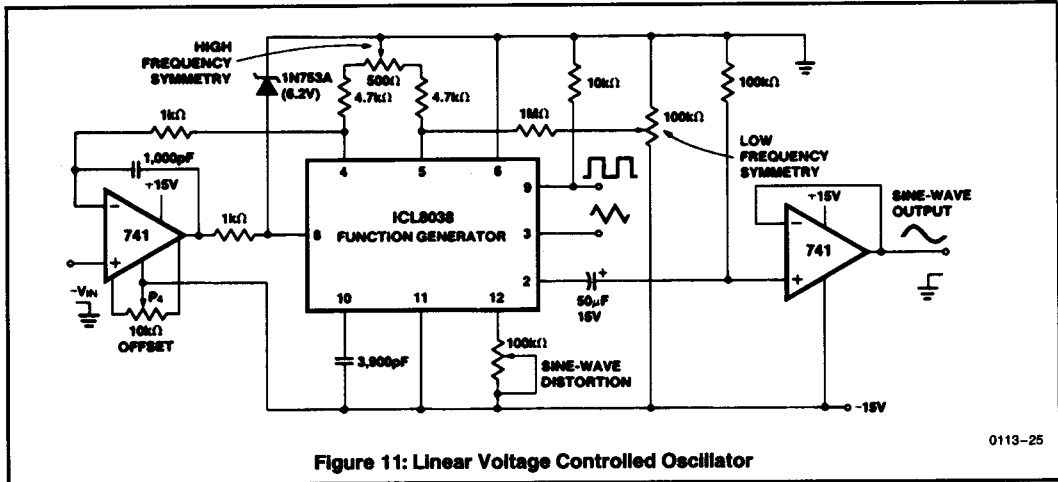 HIGH
FREQUENCY
SYMMETRY
500Ω
1N753A
(6.2V)
4.7kΩ
4.7kΩ
10kΩ
100kΩ
1kΩ
1MΩ
100kΩ
LOW
FREQUENCY
SYMMETRY
1,000pF
+15V
–
741
+
1kΩ
4
5
6
8
9
3
2
ICL8038
FUNCTION GENERATOR
10
11
12
–VIN
P4
10kΩ
OFFSET
3,900pF
100kΩ
SINE-WAVE
DISTORTION
50μF
15V
+
+15V
–
741
+
SINE-WAVE
OUTPUT
–15V
0113–25
Figure 11: Linear Voltage Controlled Oscillator